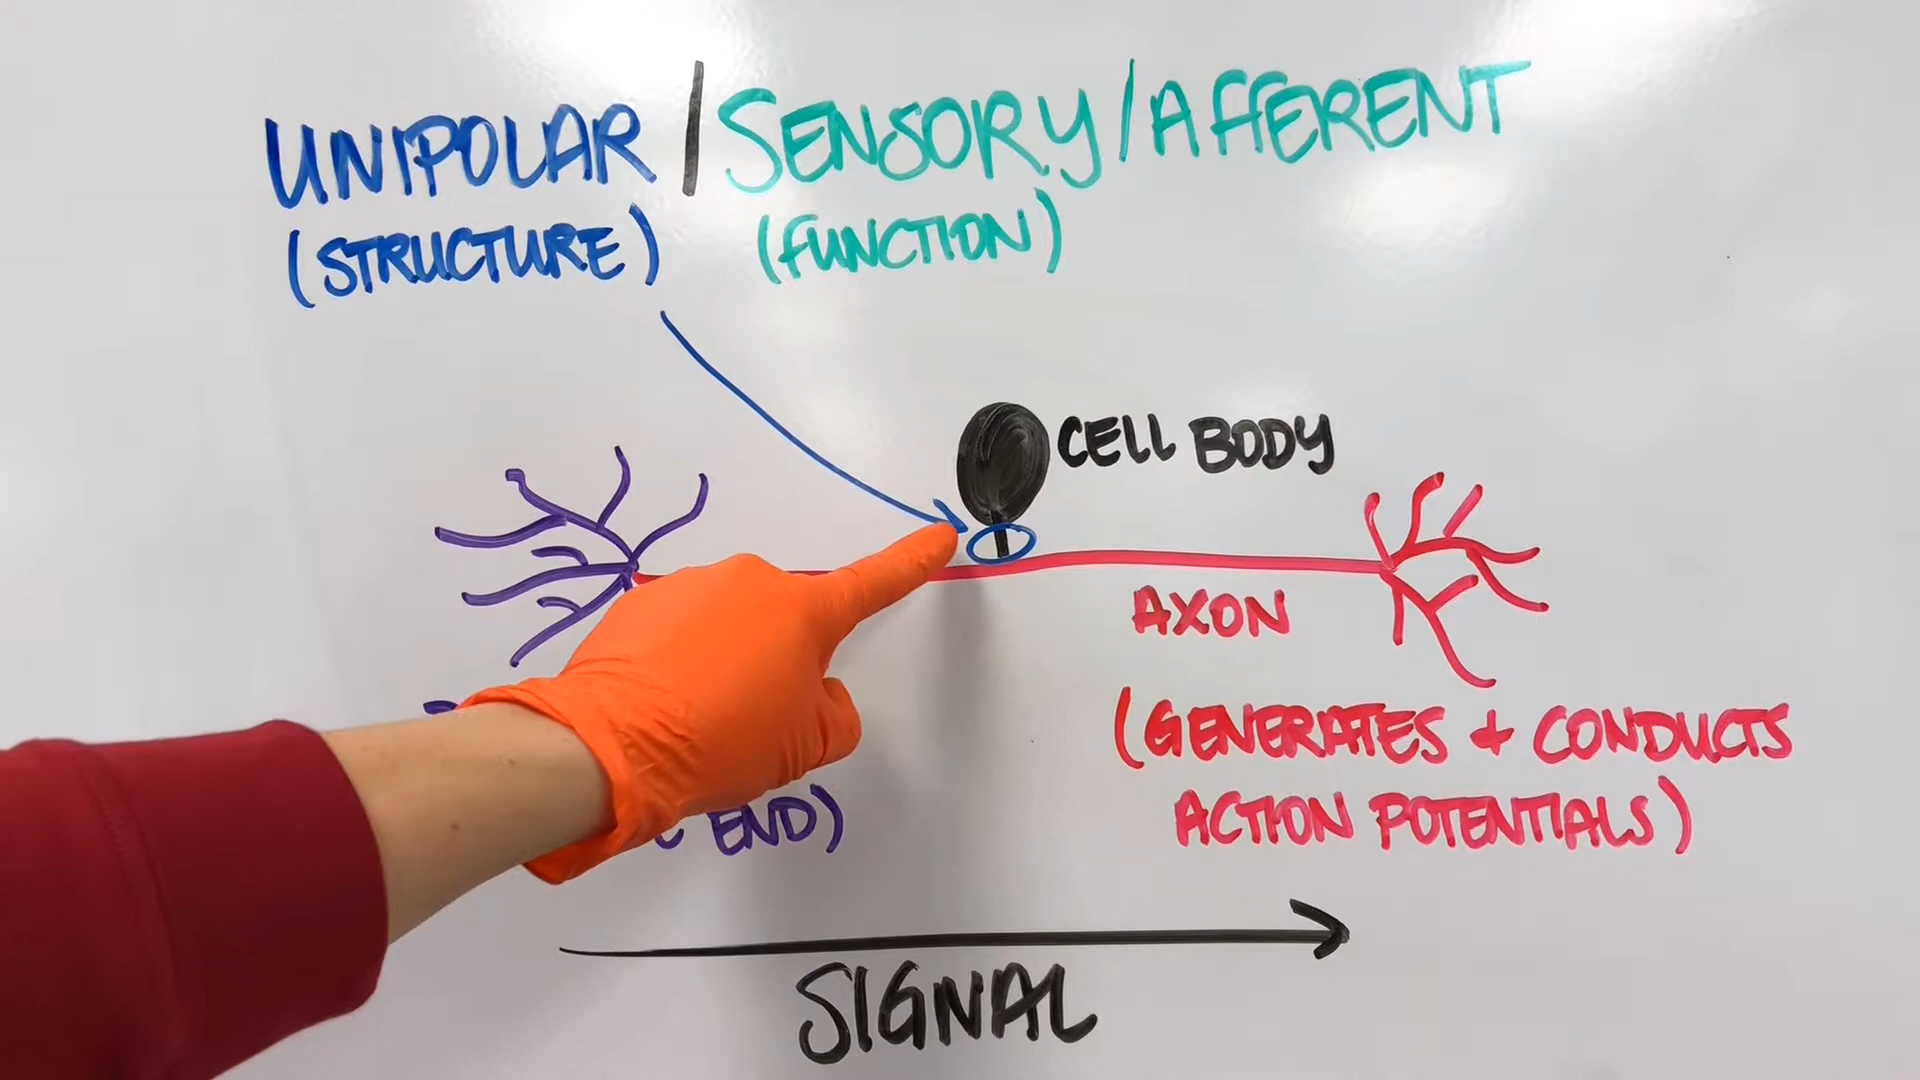 UNIPOLAR / SENSORY / AFFERENT
(STRUCTURE) (FUNCTION)
CELL BODY
AXON
(GENERATES + CONDUCTS
ACTION POTENTIALS)
END)
SIGNAL